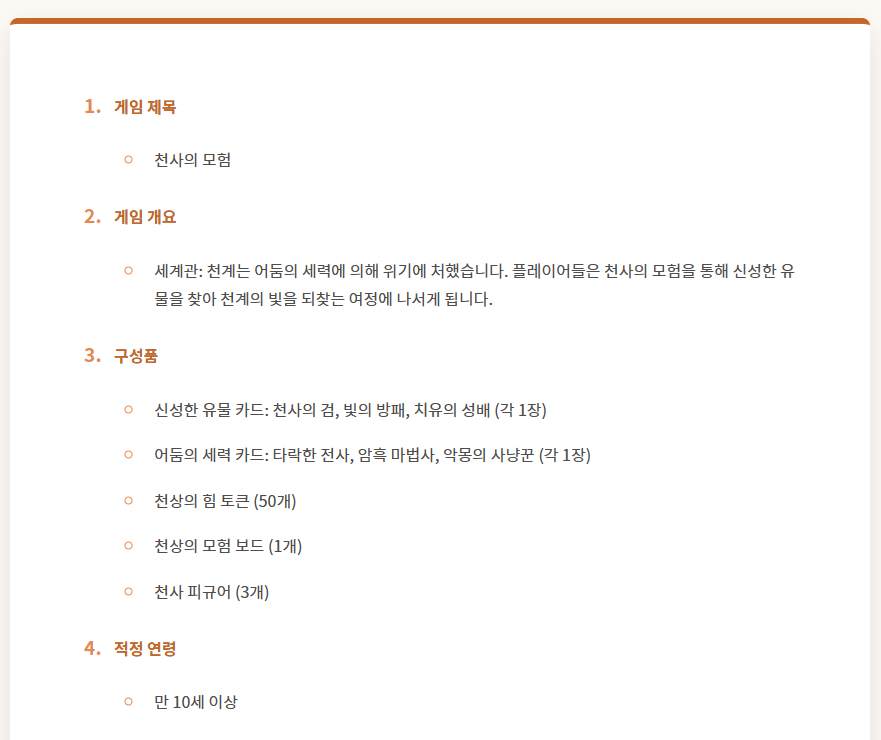 1. 게임 제목
천사의 모험
2. 게임 개요
세계관: 천계는 어둠의 세력에 의해 위기에 처했습니다. 플레이어들은 천사의 모험을 통해 신성한 유
물을 찾아 천계의 빛을 되찾는 여정에 나서게 됩니다.
3. 구성품
신성한 유물 카드: 천사의 검, 빛의 방패, 치유의 성배 (각 1장)
어둠의 세력 카드: 타락한 전사, 암흑 마법사, 악몽의 사냥꾼 (각 1장)
천상의 힘 토큰 (50개)
천상의 모험 보드 (1개)
천사 피규어 (3개)
4. 적정 연령
만 10세 이상